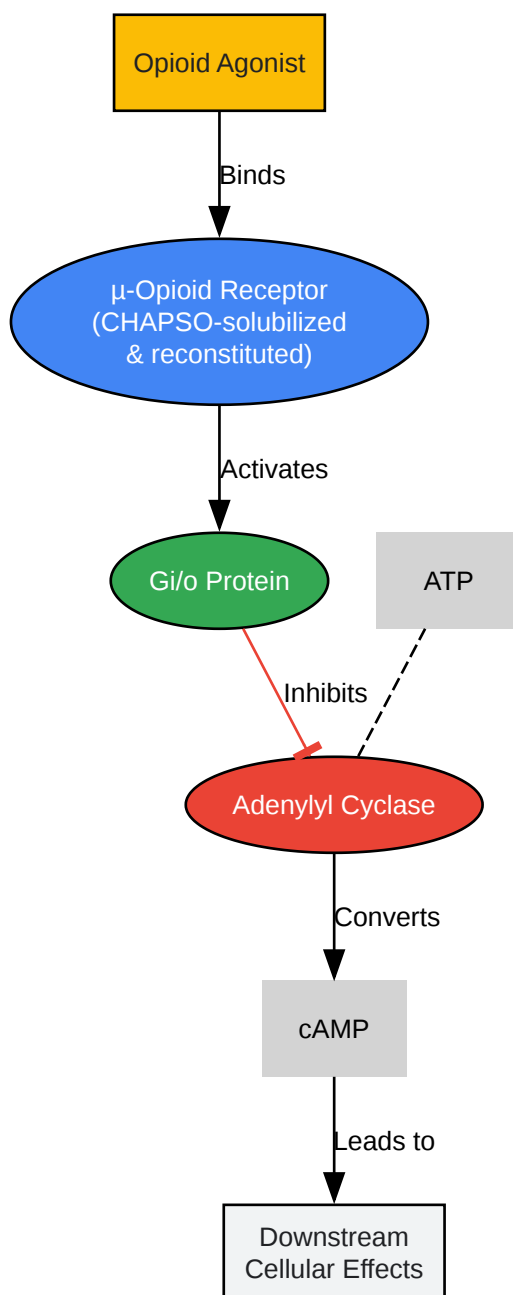 Opioid Agonist
Binds
µ-Opioid Receptor
(CHAPSO-solubilized
& reconstituted)
Activates
Gi/o Protein
ATP
Inhibits
Adenylyl Cyclase
Converts
cAMP
Leads to
Downstream
Cellular Effects